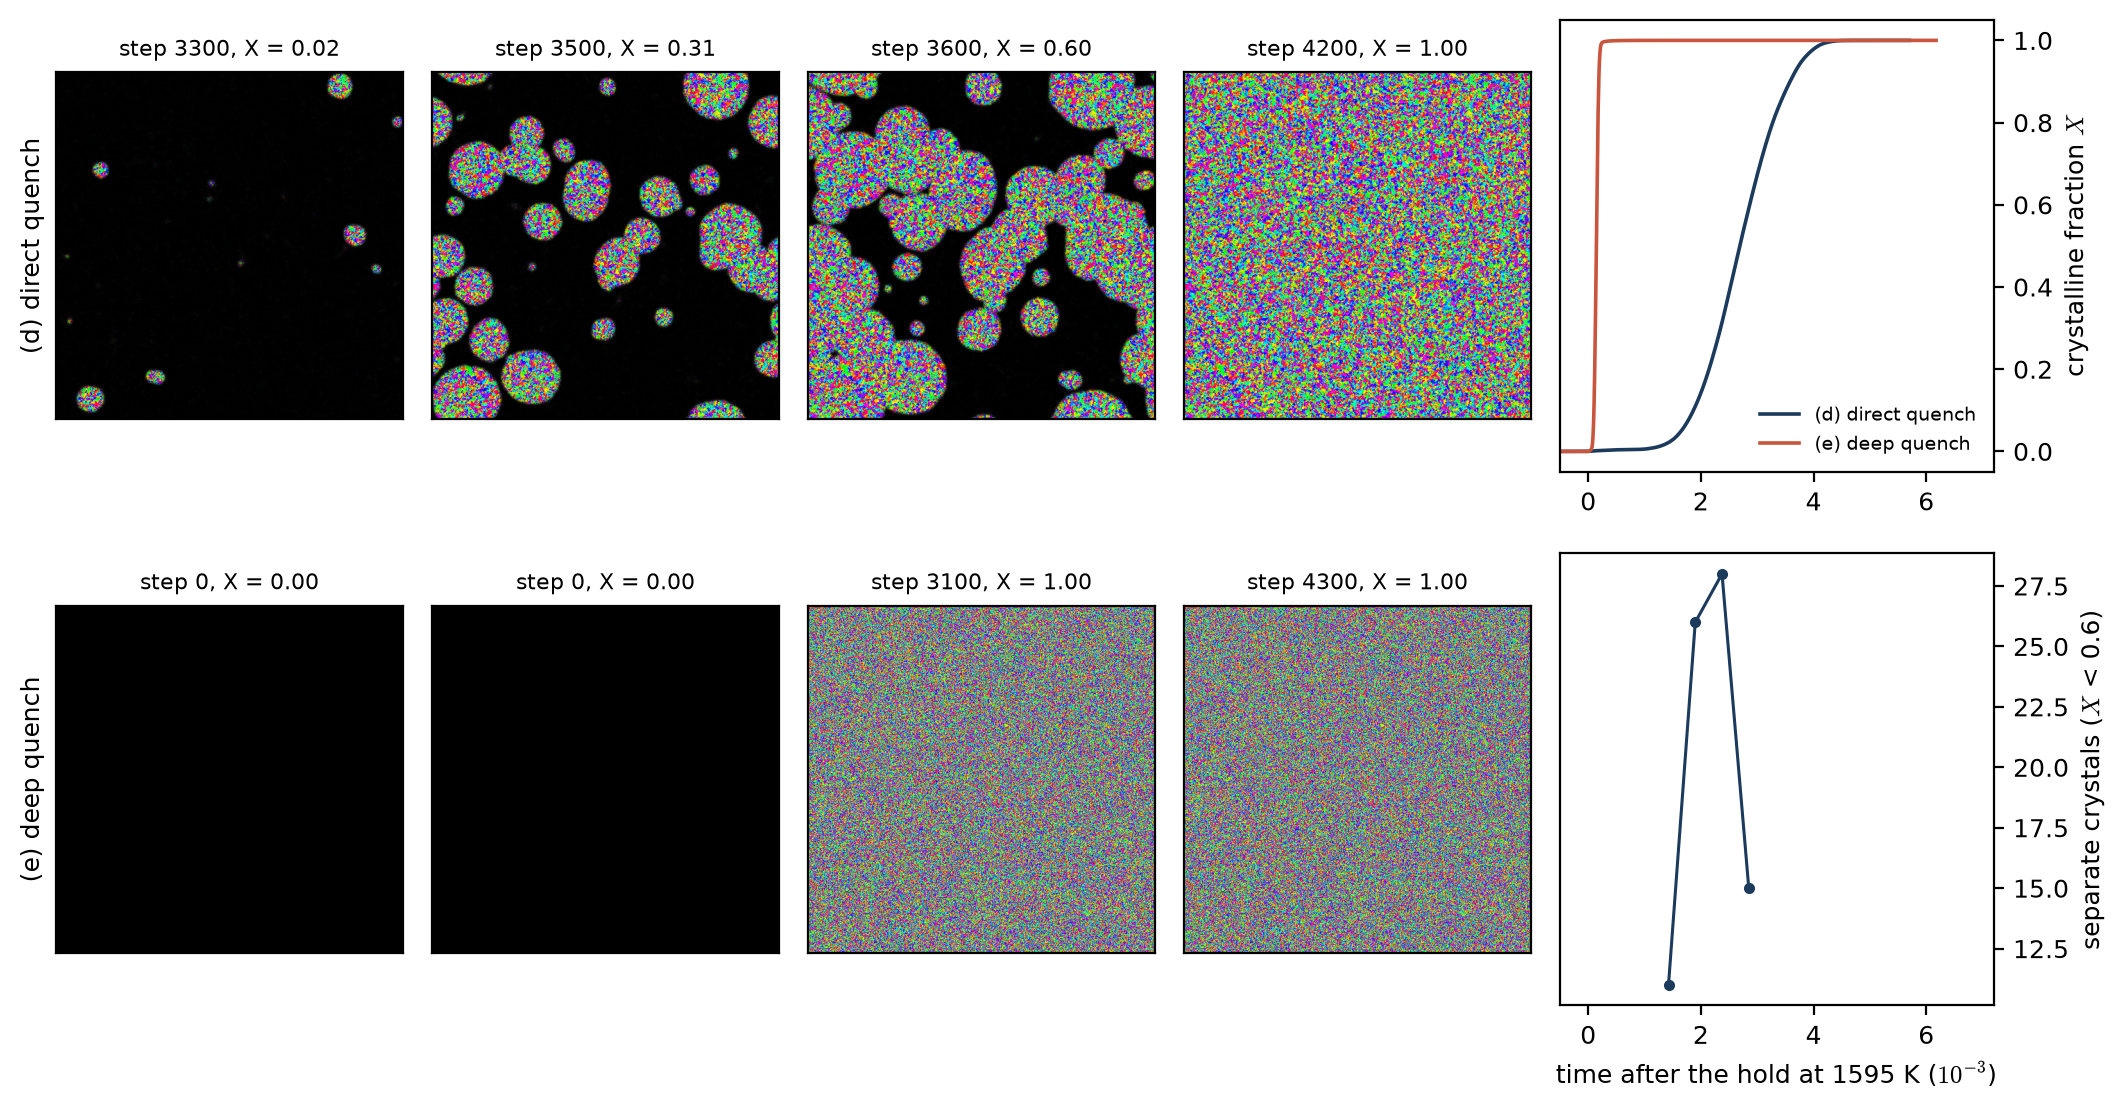 step 3300, X = 0.02
step 3500, X = 0.31
step 3600, X = 0.60
step 4200, X = 1.00
(d) direct quench
1.0
0.8
0.6
0.4
0.2
0.0
crystalline fraction X
(d) direct quench
(e) deep quench
0 2 4 6
step 0, X = 0.00
step 0, X = 0.00
step 3100, X = 1.00
step 4300, X = 1.00
(e) deep quench
27.5
25.0
22.5
20.0
17.5
15.0
12.5
separate crystals (X < 0.6)
0 2 4 6
time after the hold at 1595 K (10⁻³)